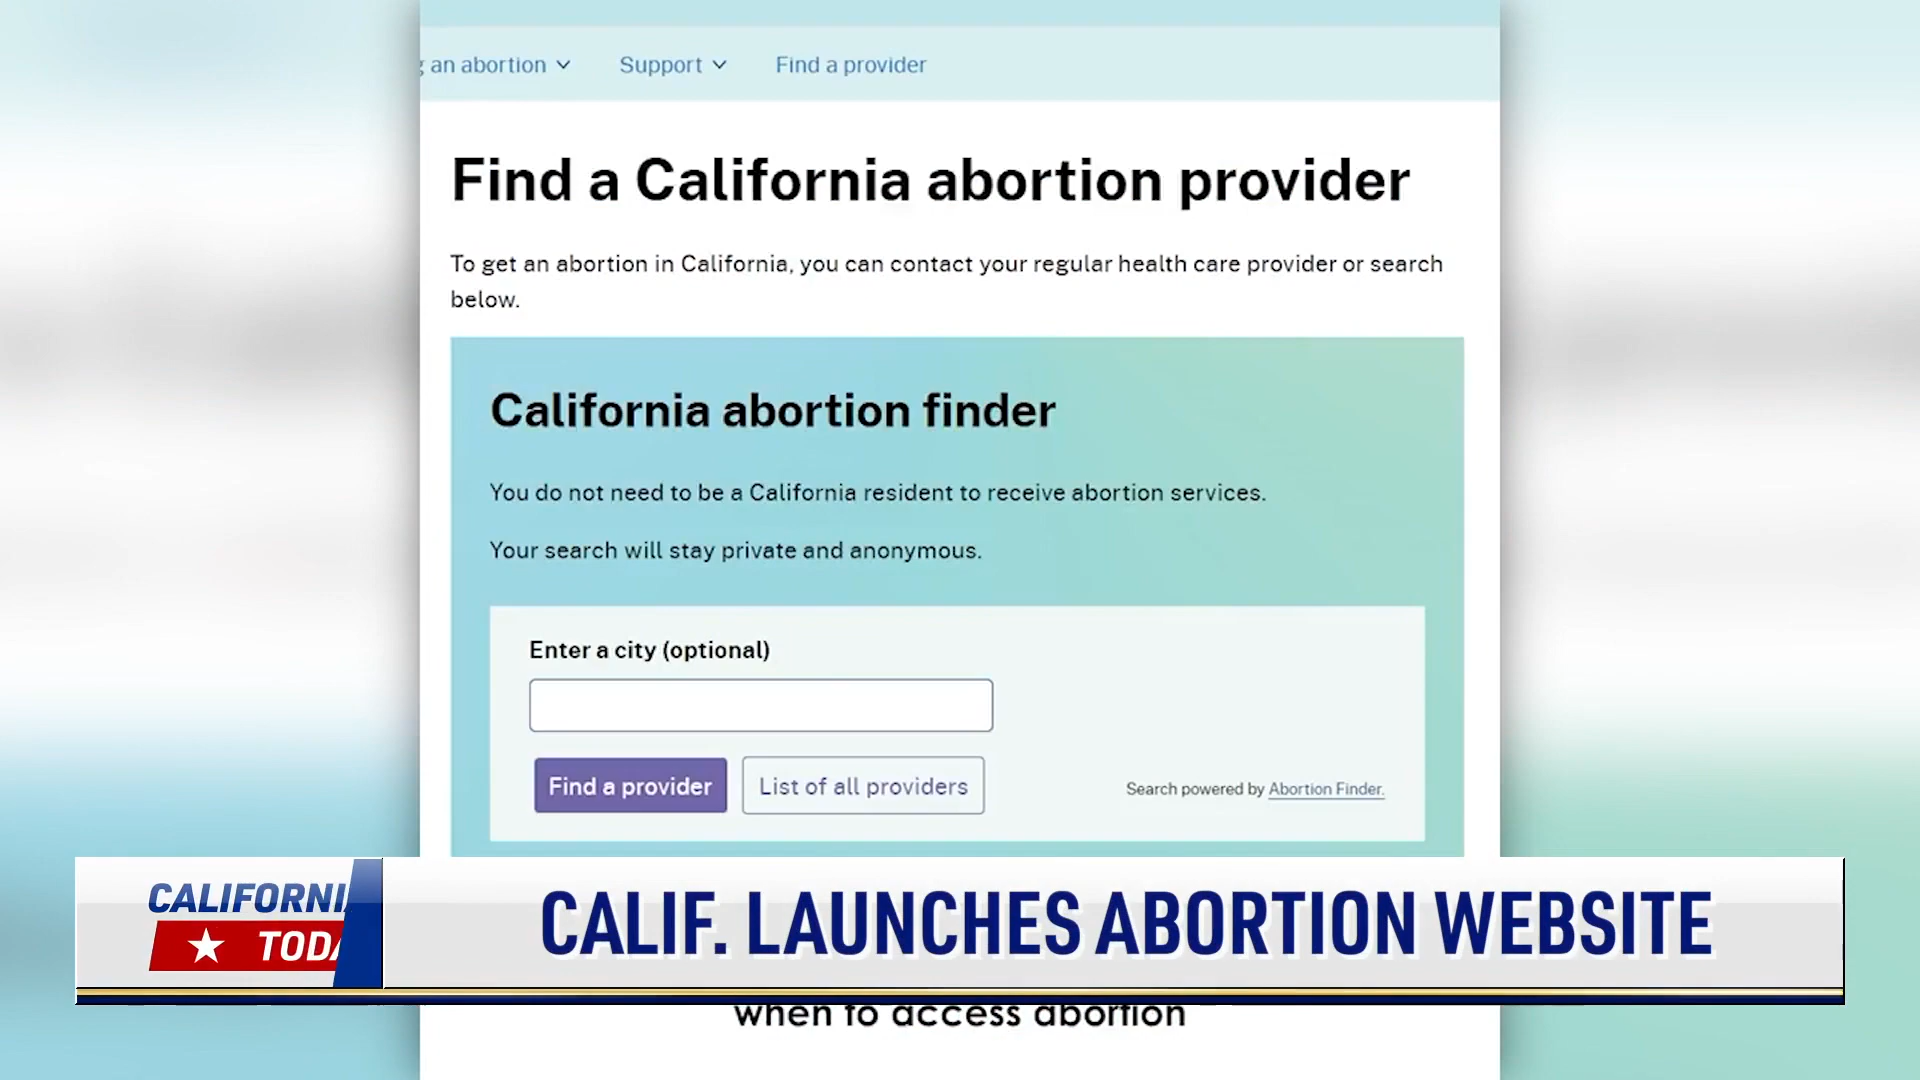 an abortion
Support
Find a provider
Find a California abortion provider
To get an abortion in California, you can contact your regular health care provider or search
below.
California abortion finder
You do not need to be a California resident to receive abortion services.
Your search will stay private and anonymous.
Enter a city (optional)
Find a provider
List of all providers
Search powered by Abortion Finder.
CALIFORNI
TODA
CALIF. LAUNCHES ABORTION WEBSITE
when to access abortion